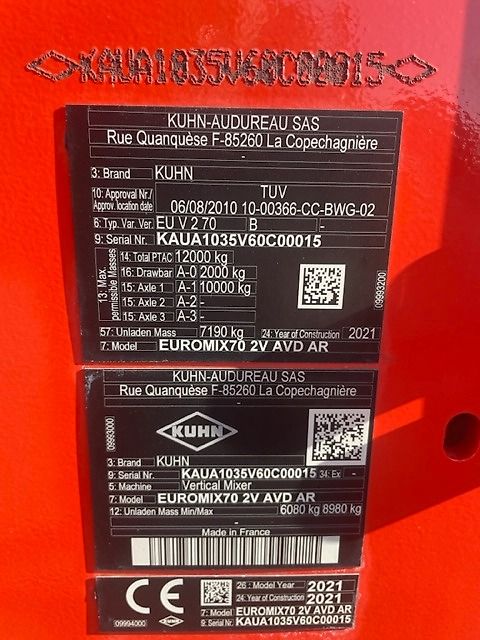 KAUA1035V60C00015
KUHN-AUDUREAU SAS
Rue Quanquèse F-85260 La Copechagnière
-
3: Brand KUHN
10: Approval Nr./ Approv. location date TUV
06/08/2010 10-00366-CC-BWG-02
6: Typ. Var. Ver. EU V 2 70 B -
9: Serial Nr. KAUA1035V60C00015
13: Max. permissible Masses
14: Total PTAC 12000 kg
16: Drawbar A-0 2000 kg
15: Axle 1 A-1 10000 kg
15: Axle 2 A-2 -
15: Axle 3 A-3 -
09993200
57: Unladen Mass 7190 kg 24: Year of Construction 2021
7: Model EUROMIX70 2V AVD AR
KUHN-AUDUREAU SAS
Rue Quanquèse F-85260 La Copechagnière
-
09993000
KUHN
3: Brand KUHN
9: Serial Nr. KAUA1035V60C00015 34: Ex -
5: Machine Vertical Mixer
7: Model EUROMIX70 2V AVD AR
12: Unladen Mass Min/Max 6080 kg 8980 kg
-
Made in France
CE
09994000
KUHN
26: Model Year 2021
24: Year of Construction 2021
7: Model EUROMIX70 2V AVD AR
9: Serial Nr. KAUA1035V60C00015